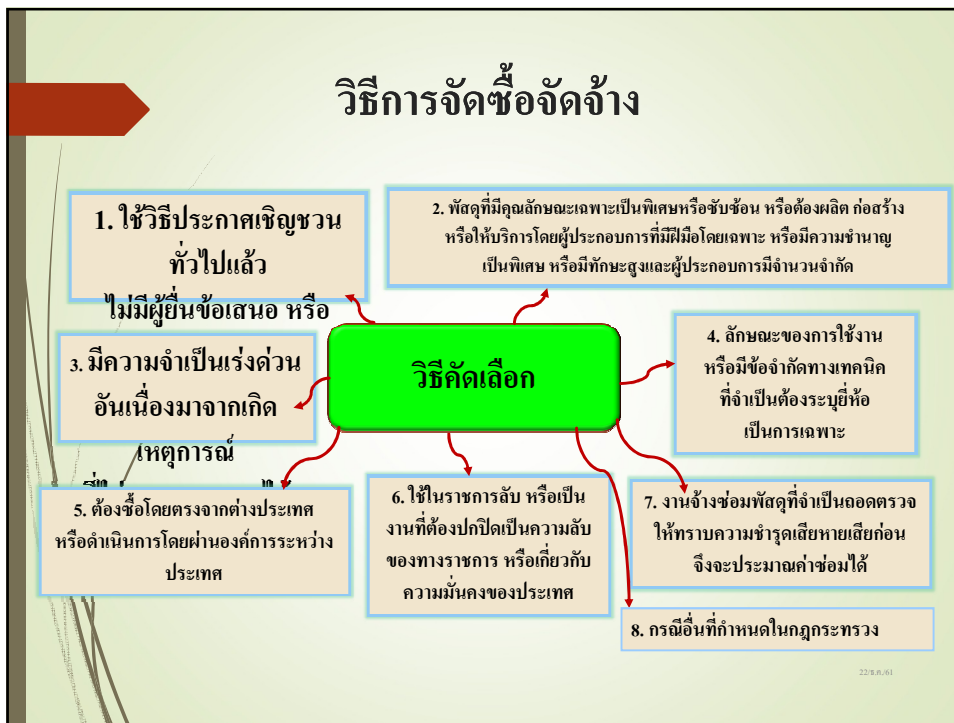 วิธีการจัดซื้อจัดจ้าง
1. ใช้วิธีประกาศเชิญชวน
ทั่วไปแล้ว
ไม่มีผู้ยื่นข้อเสนอ หรือ
2. พัสดุที่มีคุณลักษณะเฉพาะเป็นพิเศษหรือซับซ้อน หรือต้องผลิต ก่อสร้าง
หรือให้บริการโดยผู้ประกอบการที่มีฝีมือโดยเฉพาะ หรือมีความชำนาญ
เป็นพิเศษ หรือมีทักษะสูงและผู้ประกอบการมีจำนวนจำกัด
3. มีความจำเป็นเร่งด่วน
อันเนื่องมาจากเกิด
เหตุการณ์
วิธีคัดเลือก
4. ลักษณะของการใช้งาน
หรือมีข้อจำกัดทางเทคนิค
ที่จำเป็นต้องระบุยี่ห้อ
เป็นการเฉพาะ
5. ต้องซื้อโดยตรงจากต่างประเทศ
หรือดำเนินการโดยผ่านองค์การระหว่าง
ประเทศ
6. ใช้ในราชการลับ หรือเป็น
งานที่ต้องปกปิดเป็นความลับ
ของทางราชการ หรือเกี่ยวกับ
ความมั่นคงของประเทศ
7. งานจ้างซ่อมพัสดุที่จำเป็นถอดตรวจ
ให้ทราบความชำรุดเสียหายเสียก่อน
จึงจะประมาณค่าซ่อมได้
8. กรณีอื่นที่กำหนดในกฎกระทรวง
22/ธ.ค./61